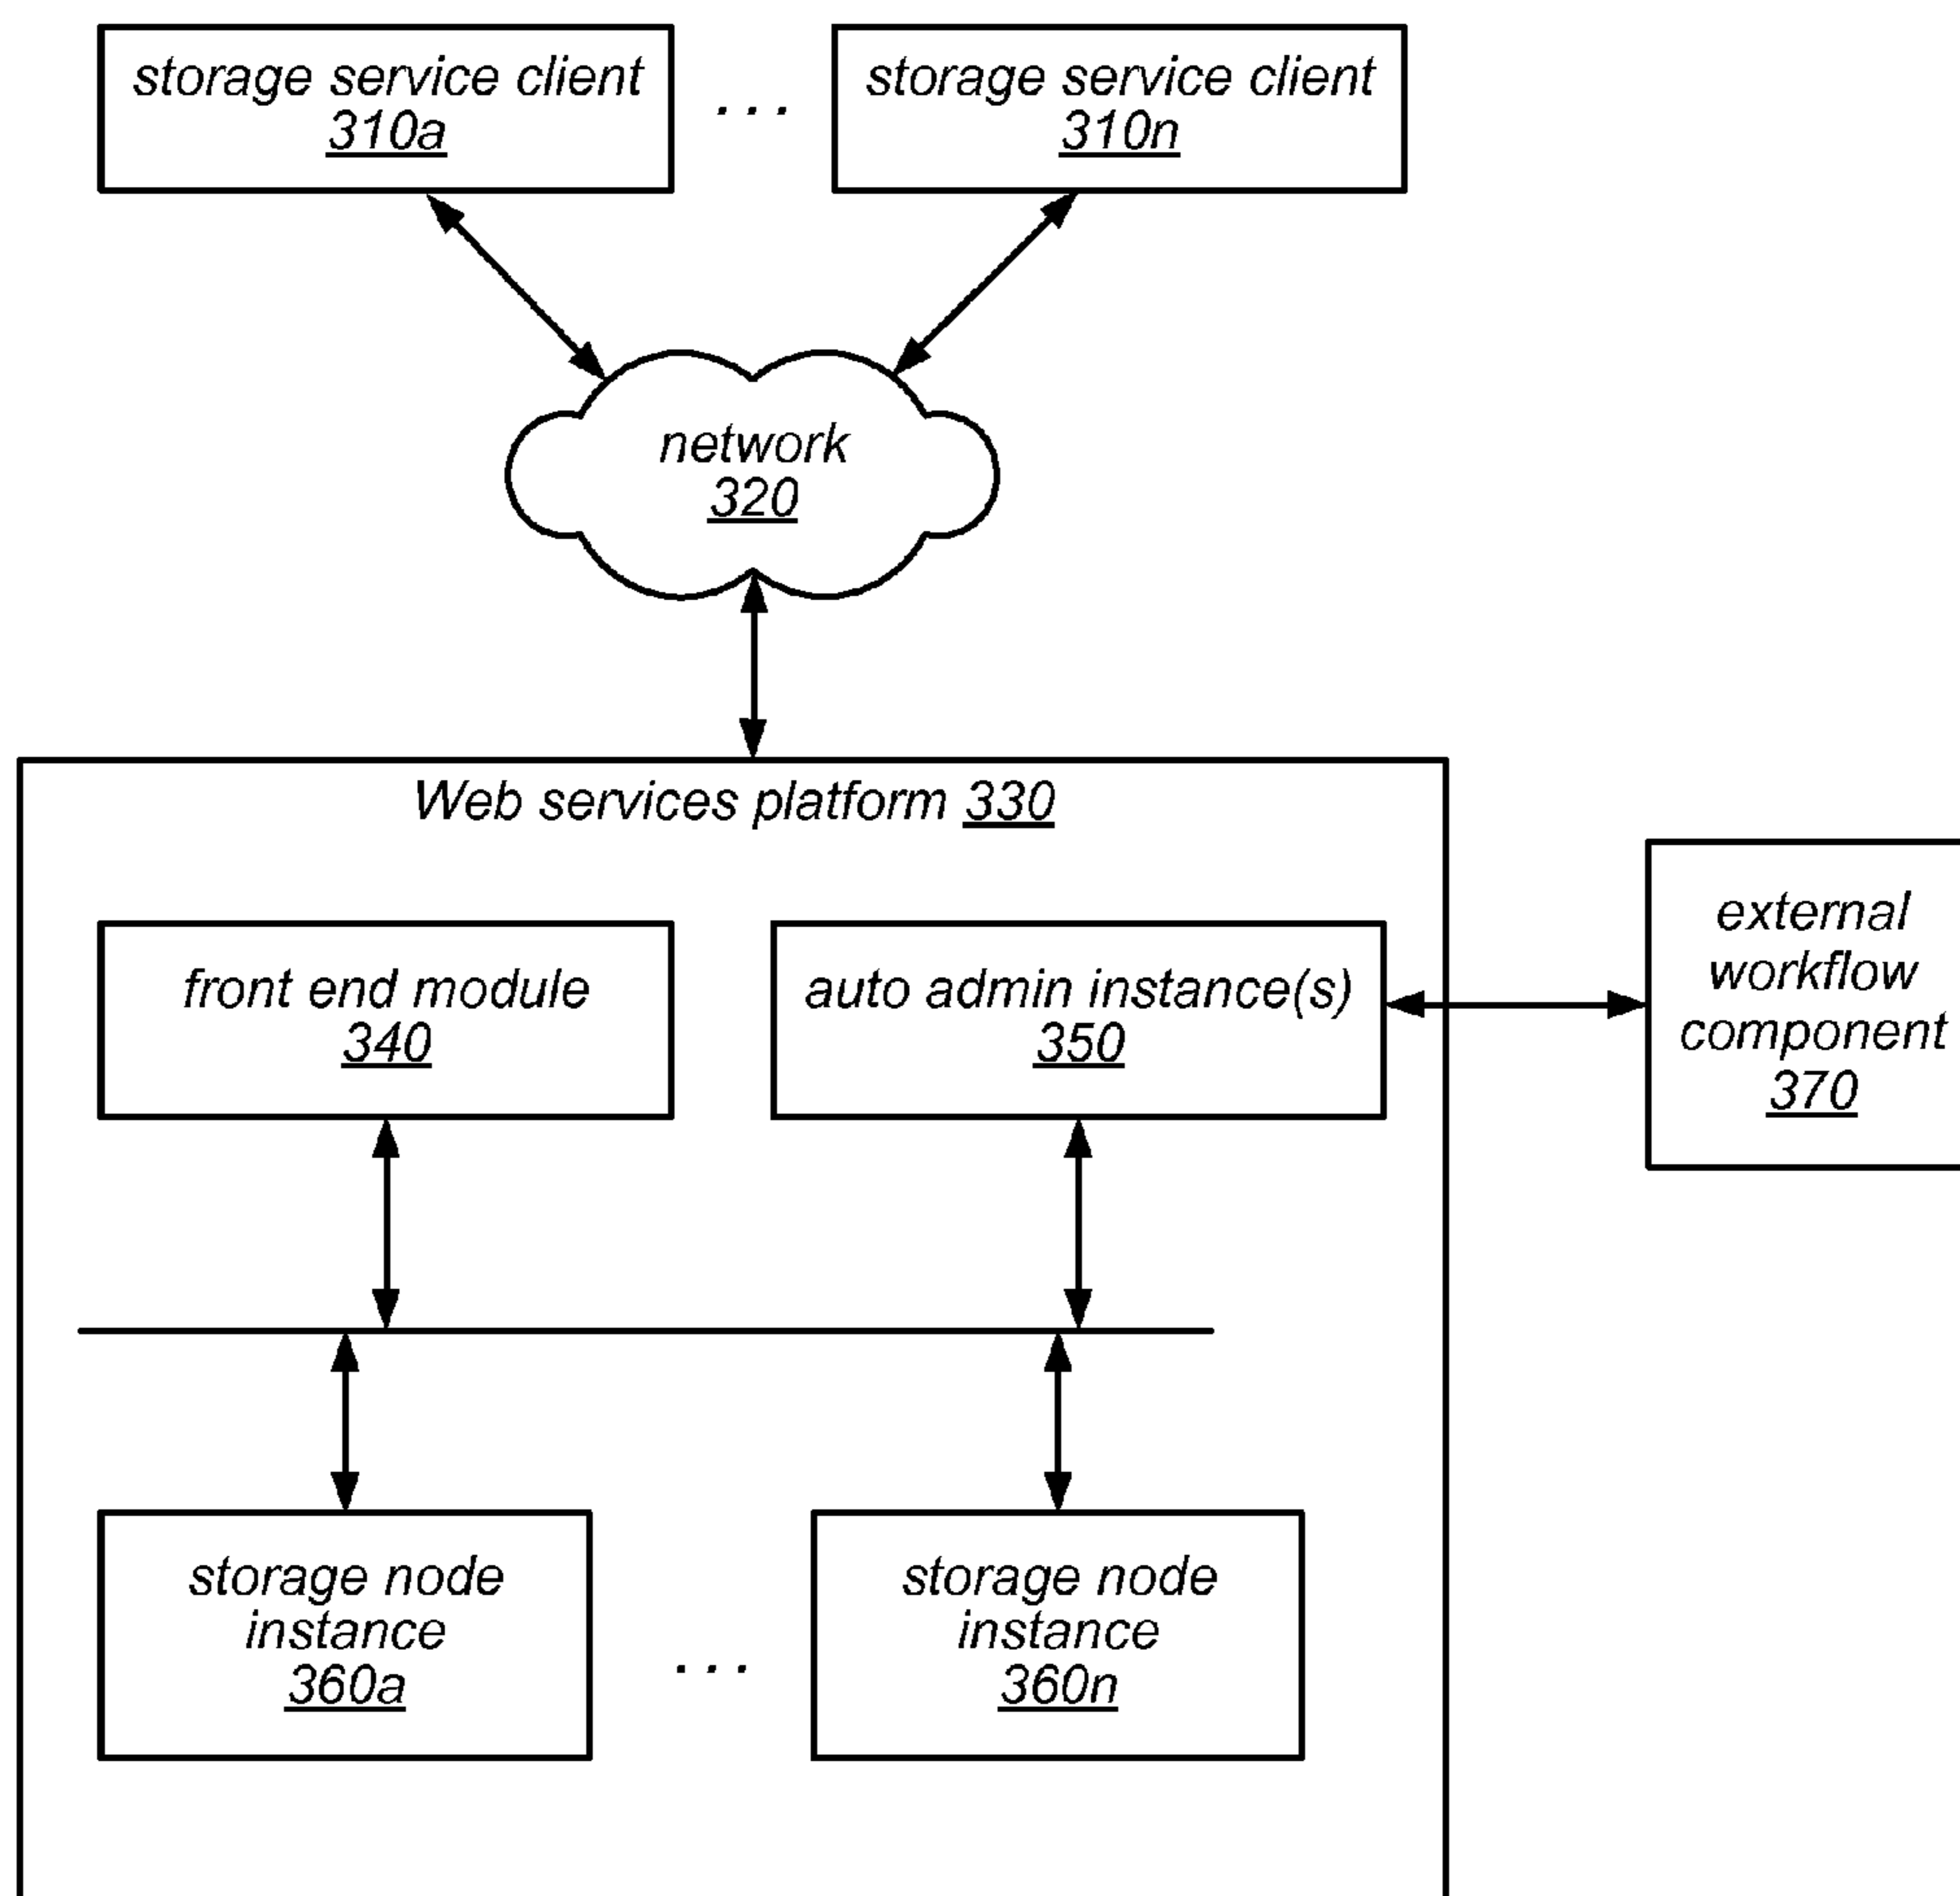 storage service client
310a
. . .
storage service client
310n
network
320
Web services platform 330
front end module
340
auto admin instance(s)
350
external
workflow
component
370
storage node
instance
360a
. . .
storage node
instance
360n